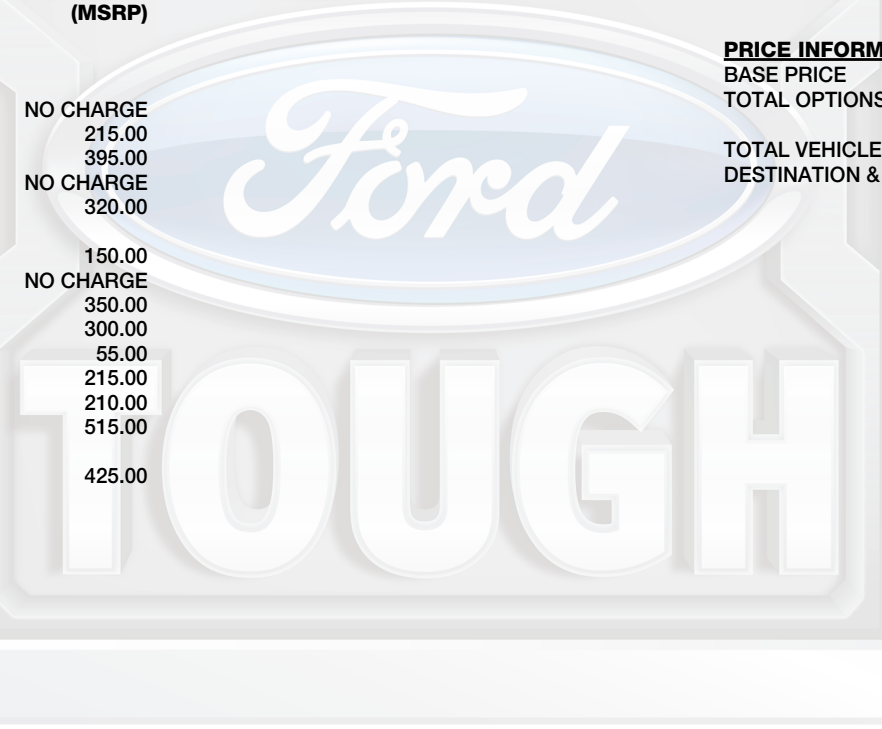 (MSRP)
NO CHARGE
215.00
395.00
NO CHARGE
320.00
150.00
NO CHARGE
350.00
300.00
55.00
215.00
210.00
515.00
425.00
PRICE INFORM
BASE PRICE
TOTAL OPTIONS
TOTAL VEHICLE
DESTINATION &
Ford
TOUGH